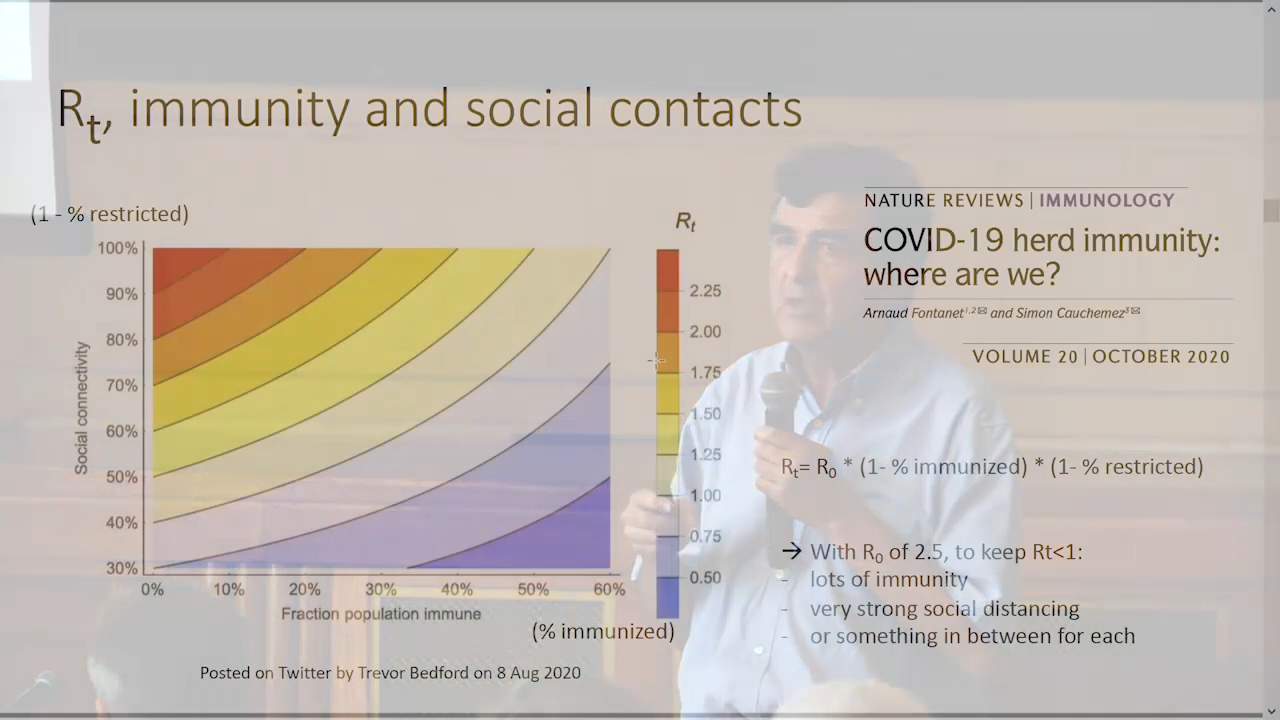 Rt, immunity and social contacts
(1 - % restricted)
Rt
100%
90%
80%
70%
60%
50%
40%
30%
Social connectivity
0% 10% 20% 30% 40% 50% 60%
Fraction population immune
(% immunized)
2.25
2.00
1.75
1.50
1.25
1.00
0.75
0.50
Posted on Twitter by Trevor Bedford on 8 Aug 2020
NATURE REVIEWS | IMMUNOLOGY
COVID-19 herd immunity:
where are we?
Arnaud Fontanet1,2✉ and Simon Cauchemez3✉
VOLUME 20 | OCTOBER 2020
Rt= R0 * (1- % immunized) * (1- % restricted)
→ With R0 of 2.5, to keep Rt<1:
- lots of immunity
- very strong social distancing
- or something in between for each